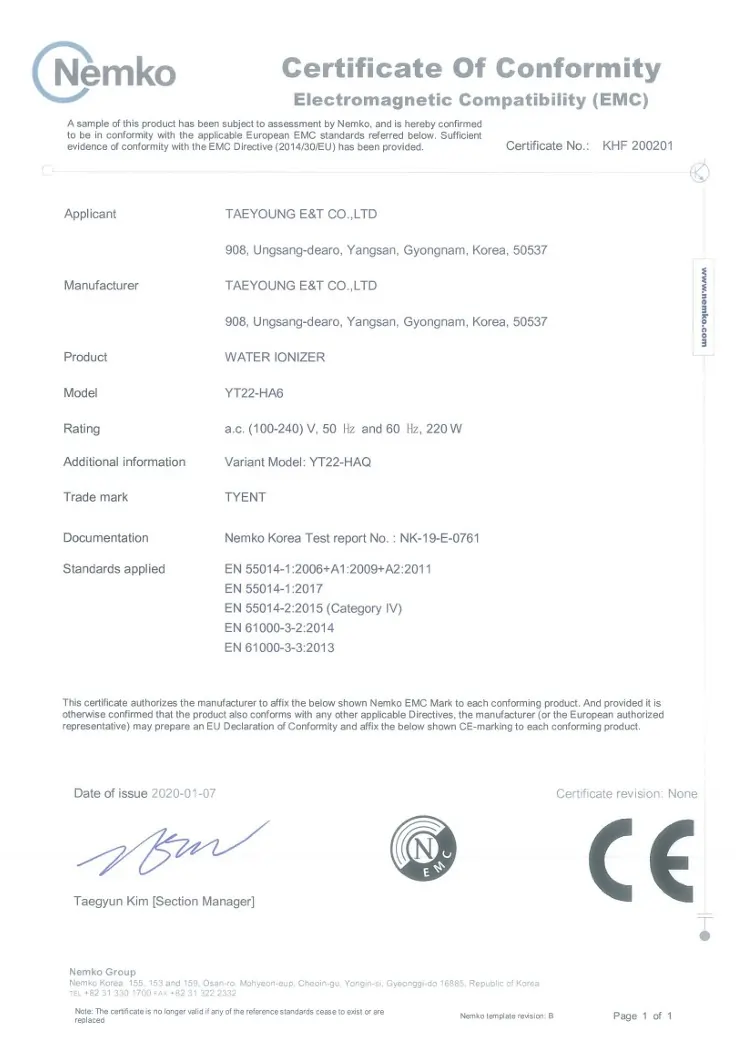 Nemko
Certificate Of Conformity
Electromagnetic Compatibility (EMC)
A sample of this product has been subject to assessment by Nemko, and is hereby confirmed
to be in conformity with the applicable European EMC standards referred below. Sufficient
evidence of conformity with the EMC Directive (2014/30/EU) has been provided.
Certificate No.: KHF 200201
www.nemko.com
Applicant TAEYOUNG E&T CO.,LTD
908, Ungsang-dearo, Yangsan, Gyongnam, Korea, 50537
Manufacturer TAEYOUNG E&T CO.,LTD
908, Ungsang-dearo, Yangsan, Gyongnam, Korea, 50537
Product WATER IONIZER
Model YT22-HA6
Rating a.c. (100-240) V, 50 Hz and 60 Hz, 220 W
Additional information Variant Model: YT22-HAQ
Trade mark TYENT
Documentation Nemko Korea Test report No. : NK-19-E-0761
Standards applied EN 55014-1:2006+A1:2009+A2:2011
EN 55014-1:2017
EN 55014-2:2015 (Category IV)
EN 61000-3-2:2014
EN 61000-3-3:2013
This certificate authorizes the manufacturer to affix the below shown Nemko EMC Mark to each conforming product. And provided it is
otherwise confirmed that the product also conforms with any other applicable Directives, the manufacturer (or the European authorized
representative) may prepare an EU Declaration of Conformity and affix the below shown CE-marking to each conforming product.
Date of issue 2020-01-07
Certificate revision: None
N
EMC
CE
Taegyun Kim [Section Manager]
Nemko Group
Nemko Korea 155, 153 and 159, Osan-ro, Mohyeon-eup, Cheoin-gu, Yongin-si, Gyeonggi-do 16885, Republic of Korea
TEL +82 31 330 1700 FAX +82 31 322 2332
Note: The certificate is no longer valid if any of the reference standards cease to exist or are
replaced
Nemko template revision: B
Page 1 of 1